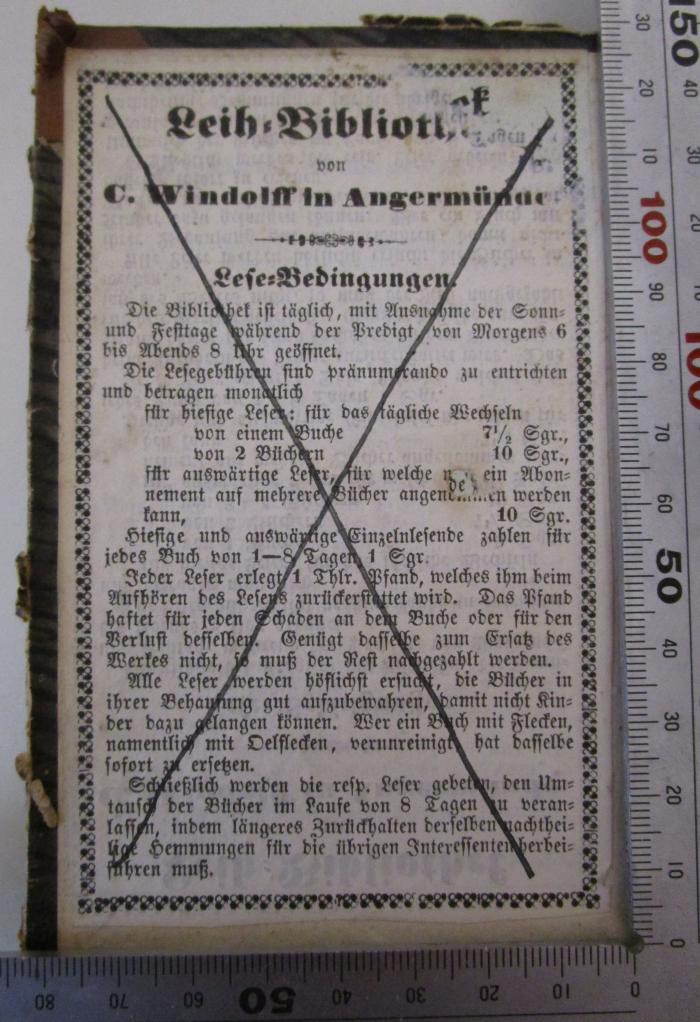 Leih-Bibliothek
von
C. Windolff in Angermünde
Lese-Bedingungen.
Die Bibliothek ist täglich, mit Ausnahme der Sonn-
und Festtage während der Predigt, von Morgens 6
bis Abends 8 Uhr geöffnet.
Die Lesegebühren sind pränumerando zu entrichten
und betragen monatlich
für hiesige Leser: für das tägliche Wechseln
von einem Buche 7½ Sgr.,
von 2 Büchern 10 Sgr.,
für auswärtige Leser, für welche ein Abon-
nement auf mehrere Bücher angenommen werden
kann, 10 Sgr.
Hiesige und auswärtige Einzelnlesende zahlen für
jedes Buch von 1—8 Tagen 1 Sgr.
Jeder Leser erlegt 1 Thlr. Pfand, welches ihm beim
Aufhören des Lesens zurückerstattet wird. Das Pfand
haftet für jeden Schaden an dem Buche oder für den
Verlust desselben. Genügt dasselbe zum Ersatz des
Werkes nicht, so muß der Rest nachgezahlt werden.
Alle Leser werden höflichst ersucht, die Bücher in
ihrer Behausung gut aufzubewahren, damit nicht Kin-
der dazu gelangen können. Wer ein Buch mit Flecken,
namentlich mit Oelflecken, verunreinigt, hat dasselbe
sofort zu ersetzen.
Schließlich werden die resp. Leser gebeten, den Um-
tausch der Bücher im Laufe von 8 Tagen zu veran-
lassen, indem längeres Zurückhalten derselben nachthei-
lige Hemmungen für die übrigen Interessenten herbei-
führen muß.